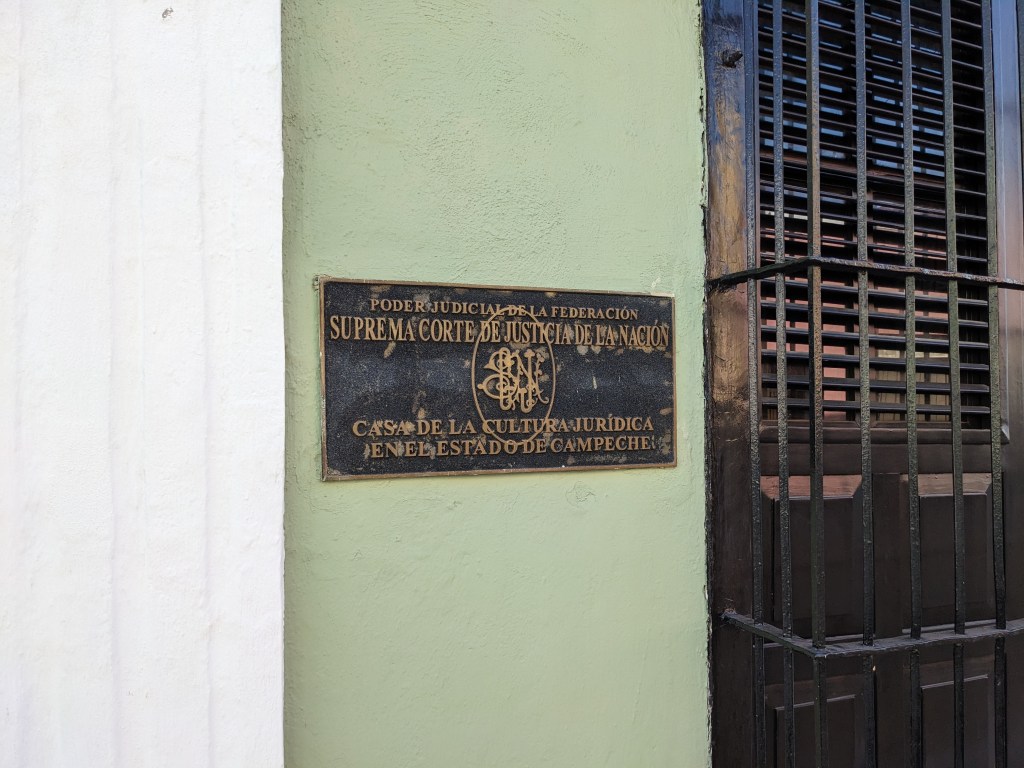 PODER JUDICIAL DE LA FEDERACIÓN
SUPREMA CORTE DE JUSTICIA DE LA NACIÓN
CASA DE LA CULTURA JURÍDICA
EN EL ESTADO DE CAMPECHE